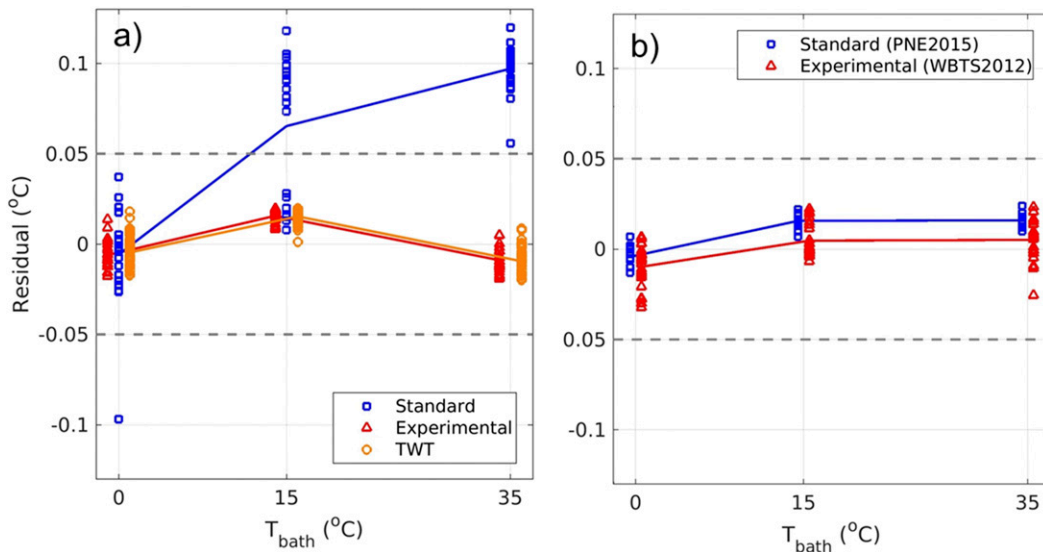 a)
0.1
0.05
0
-0.05
-0.1
Residual (°C)
0
15
35
T_bath (°C)
Standard
Experimental
TWT
b)
Standard (PNE2015)
Experimental (WBTS2012)
0.1
0.05
0
0.05
-0.1
0
15
35
T_bath (°C)